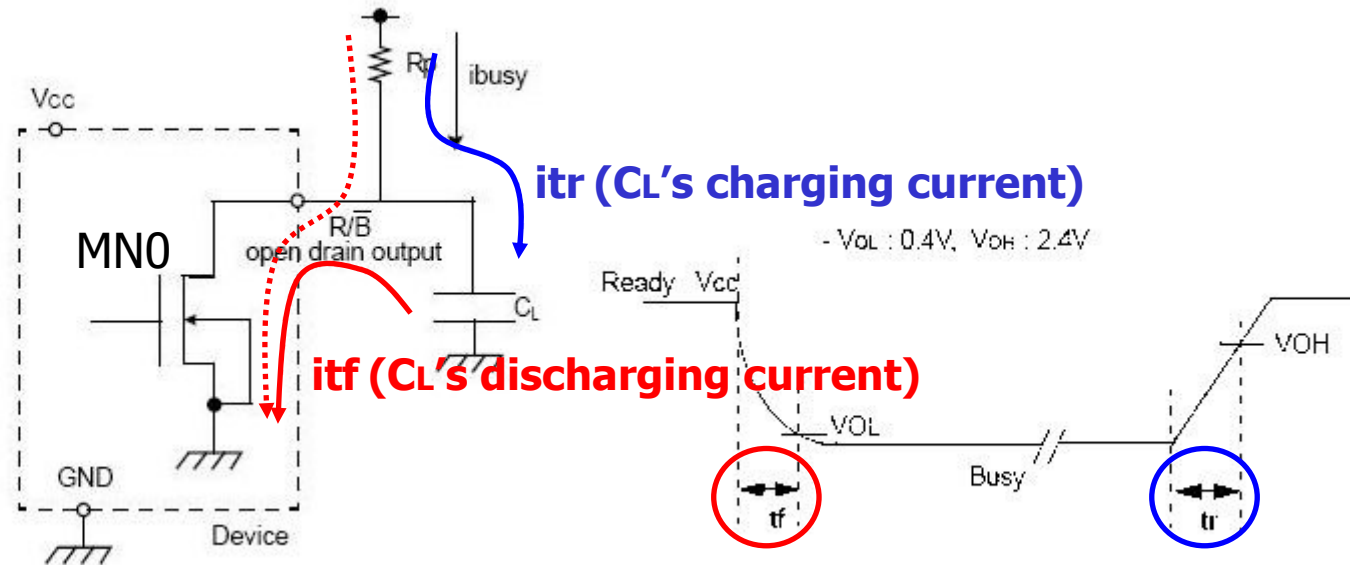 Rp
ibusy
Vcc
itr (CL's charging current)
R/B̅
open drain output
MN0
- VOL : 0.4V, VOH : 2.4V
Ready Vcc
CL
VOH
itf (CL's discharging current)
VOL
Busy
GND
tf
tr
Device